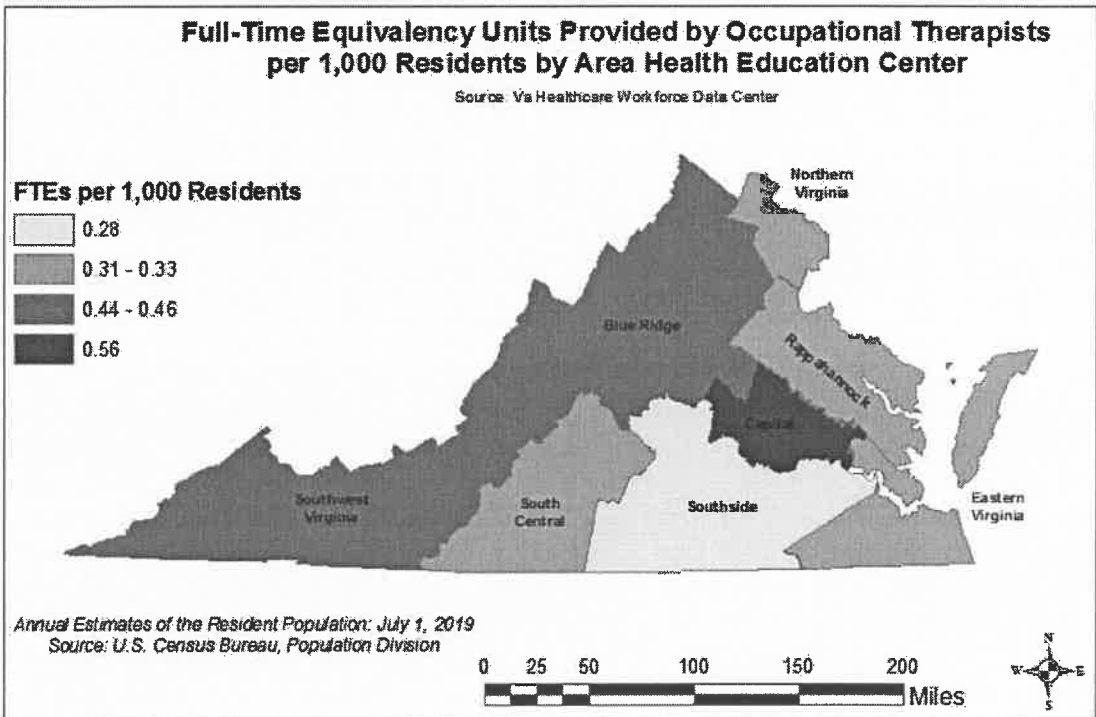 Full-Time Equivalency Units Provided by Occupational Therapists
per 1,000 Residents by Area Health Education Center
Source: Va Healthcare Workforce Data Center
FTEs per 1,000 Residents
0.28
0.31 - 0.33
0.44 - 0.46
0.56
Northern
Virginia
Blue Ridge
Rappahannock
Capital
Southwest
Virginia
South
Central
Southside
Eastern
Virginia
Annual Estimates of the Resident Population: July 1, 2019
Source: U.S. Census Bureau, Population Division
0 25 50 100 150 200
Miles
N
W E
S